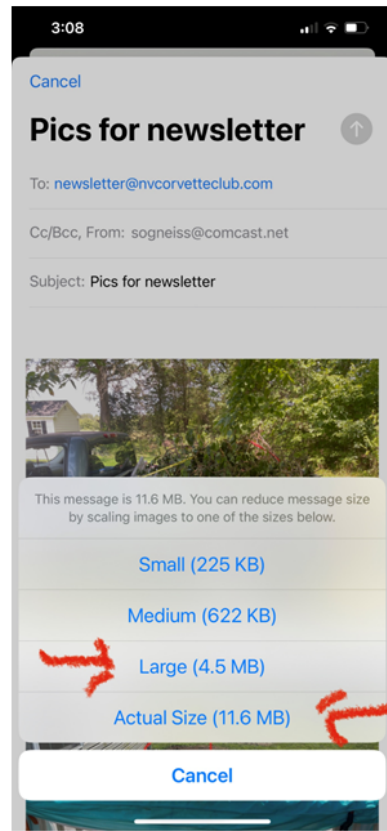 3:08
Cancel
Pics for newsletter
To: newsletter@nvcorvetteclub.com
Cc/Bcc, From: sogneiss@comcast.net
Subject: Pics for newsletter
This message is 11.6 MB. You can reduce message size
by scaling images to one of the sizes below.
Small (225 KB)
Medium (622 KB)
Large (4.5 MB)
Actual Size (11.6 MB)
Cancel